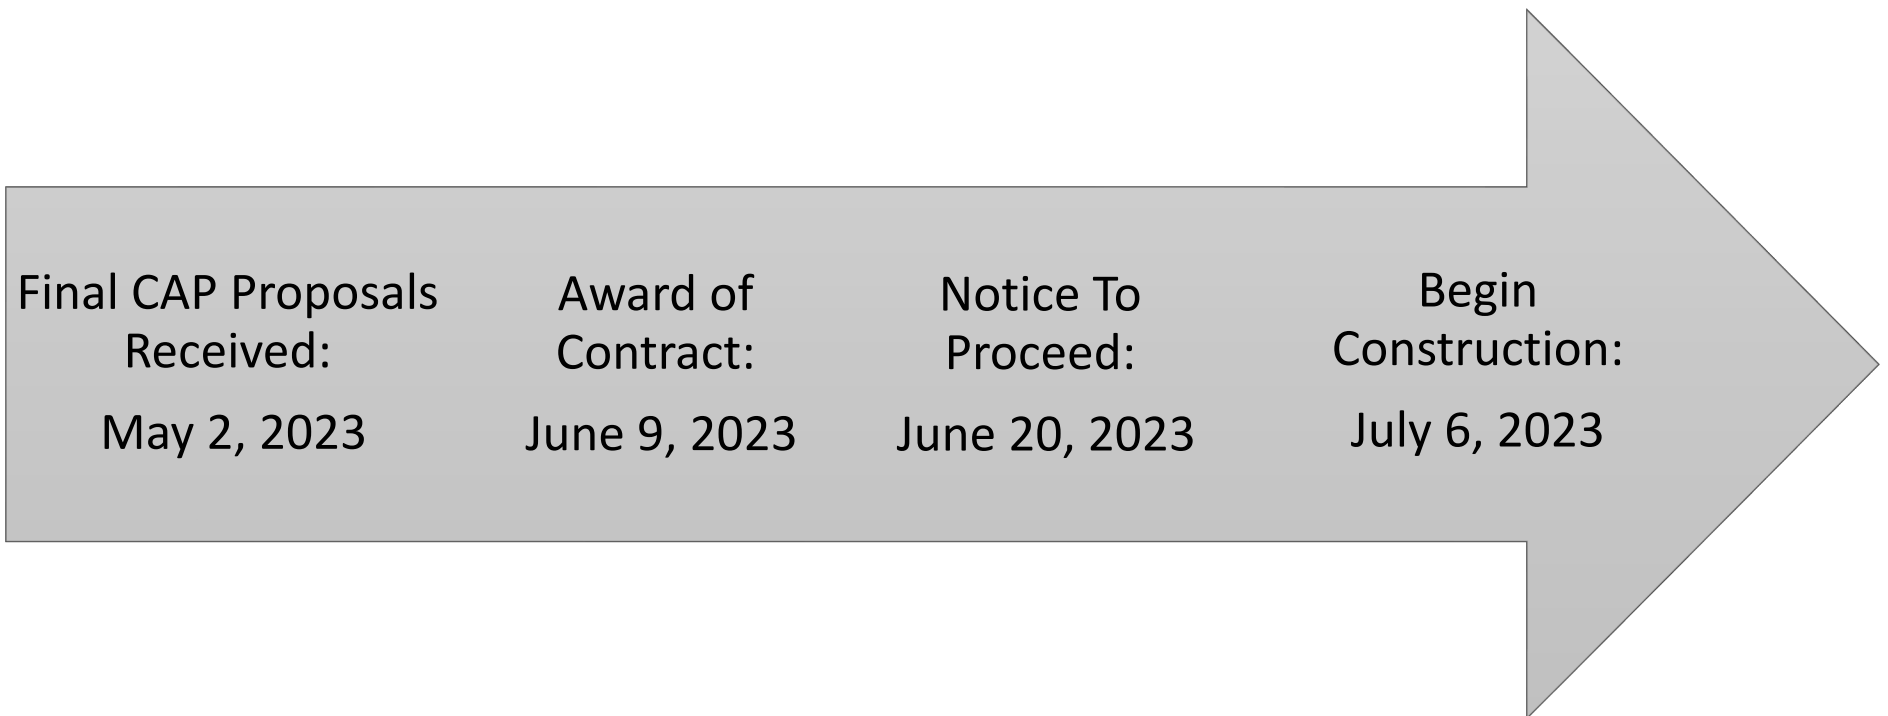 Final CAP Proposals
Received:
May 2, 2023
Award of
Contract:
June 9, 2023
Notice To
Proceed:
June 20, 2023
Begin
Construction:
July 6, 2023